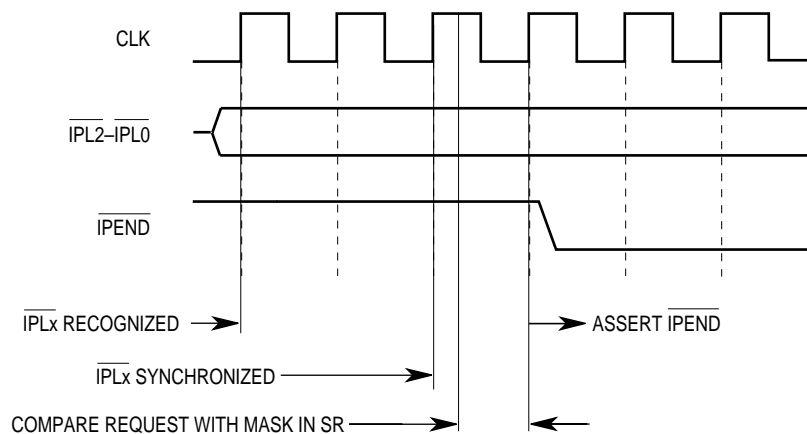 CLK
IPL2–IPL0
IPEND
IPLx RECOGNIZED
ASSERT IPEND
IPLx SYNCHRONIZED
COMPARE REQUEST WITH MASK IN SR